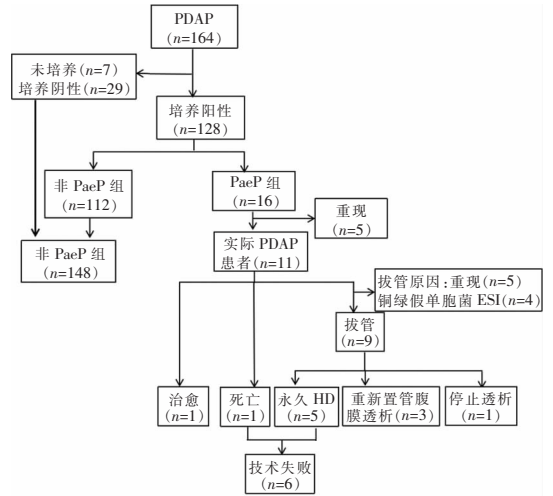 PDAP
(n=164)
未培养(n=7)
培养阴性(n=29)
培养阳性
(n=128)
非 PaeP 组
(n=112)
PaeP 组
(n=16)
重现
(n=5)
非 PaeP 组
(n=148)
实际 PDAP
患者(n=11)
拔管原因:重现(n=5)
铜绿假单胞菌 ESI(n=4)
拔管
(n=9)
治愈
(n=1)
死亡
(n=1)
永久 HD
(n=5)
重新置管腹
膜透析(n=3)
停止透析
(n=1)
技术失败
(n=6)